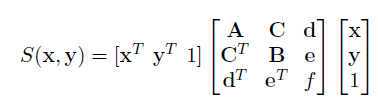 S(x, y) = [x^T y^T 1] [A C d; C^T B e; d^T e^T f] [x; y; 1]